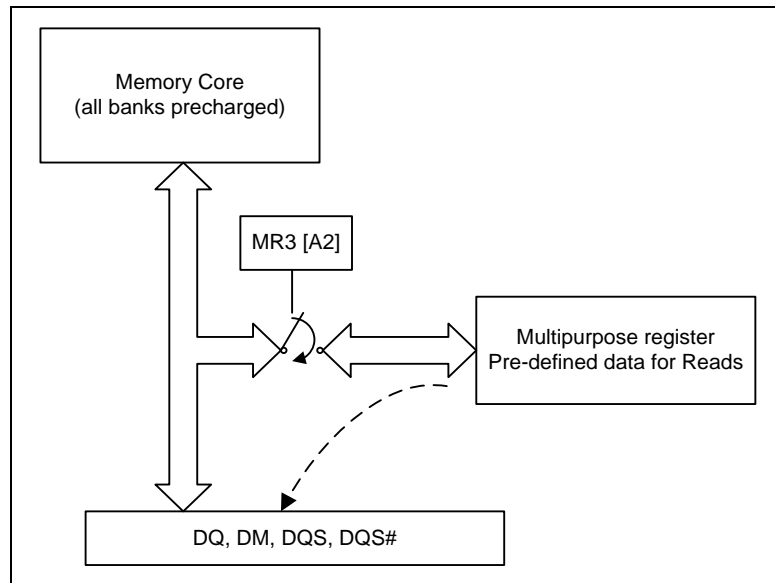 Memory Core
(all banks precharged)
MR3 [A2]
Multipurpose register
Pre-defined data for Reads
DQ, DM, DQS, DQS#